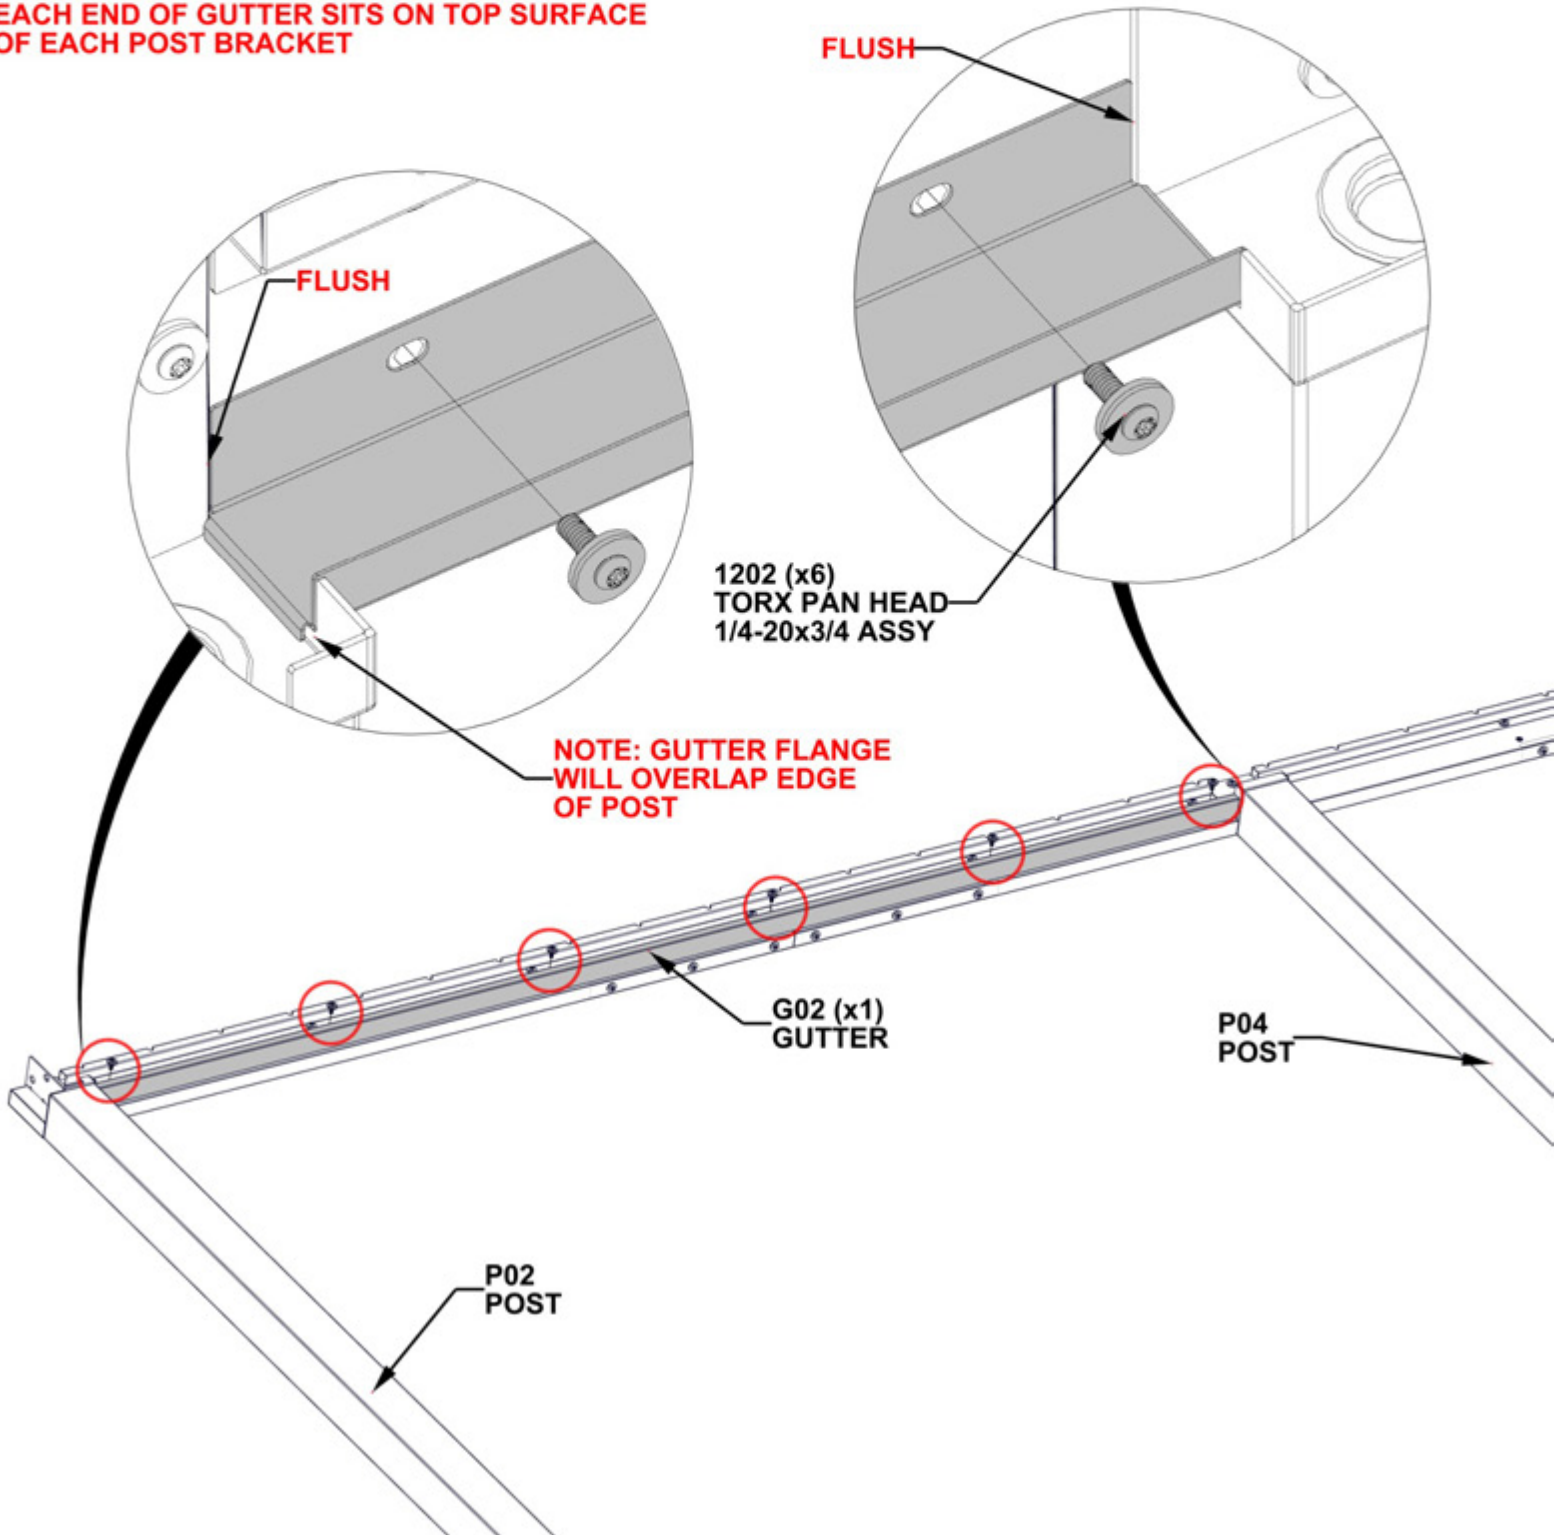 EACH END OF GUTTER SITS ON TOP SURFACE
OF EACH POST BRACKET
FLUSH
FLUSH
1202 (x6)
TORX PAN HEAD
1/4-20x3/4 ASSY
NOTE: GUTTER FLANGE
WILL OVERLAP EDGE
OF POST
G02 (x1)
GUTTER
P04
POST
P02
POST